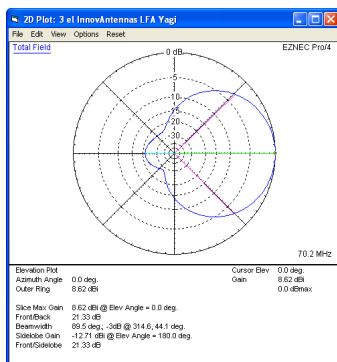 2D Plot: 3 el InnovAntennas LFA Yagi
File Edit View Options Reset
Total Field
EZNEC Pro/4
0 dB
-5
-10
-15
-20
-30
70.2 MHz
Elevation Plot
Azimuth Angle 0.0 deg.
Outer Ring 8.62 dBi
Cursor Elev 0.0 deg.
Gain 8.62 dBi
0.0 dBmax
Slice Max Gain 8.62 dBi @ Elev Angle = 0.0 deg.
Front/Back 21.33 dB
Beamwidth 89.5 deg.; -3dB @ 314.6, 44.1 deg.
Sidelobe Gain -12.71 dBi @ Elev Angle = 180.0 deg.
Front/Sidelobe 21.33 dB